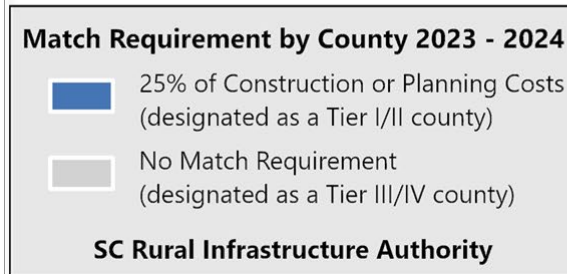 Match Requirement by County 2023 - 2024
25% of Construction or Planning Costs
(designated as a Tier I/II county)
No Match Requirement
(designated as a Tier III/IV county)
SC Rural Infrastructure Authority